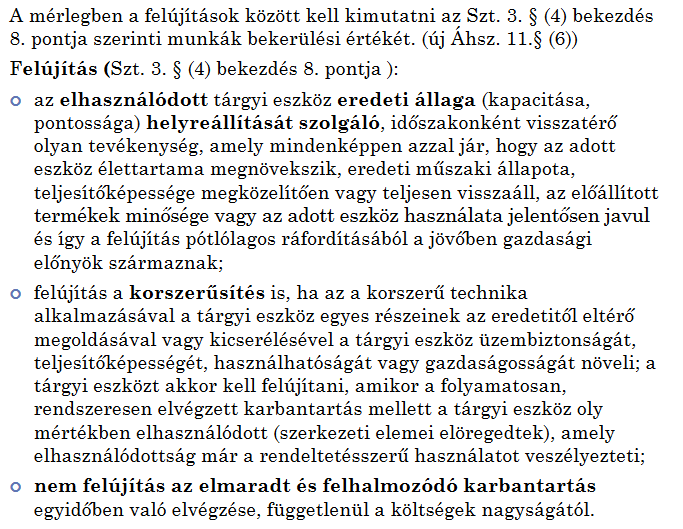 A mérlegben a felújítások között kell kimutatni az Szt. 3. § (4) bekezdés
8. pontja szerinti munkák bekerülési értékét. (új Áhsz. 11.§ (6))
Felújítás (Szt. 3. § (4) bekezdés 8. pontja ):
az elhasználódott tárgyi eszköz eredeti állaga (kapacitása,
pontossága) helyreállítását szolgáló, időszakonként visszatérő
olyan tevékenység, amely mindenképpen azzal jár, hogy az adott
eszköz élettartama megnövekszik, eredeti műszaki állapota,
teljesítőképessége megközelítően vagy teljesen visszaáll, az előállított
termékek minősége vagy az adott eszköz használata jelentősen javul
és így a felújítás pótlólagos ráfordításából a jövőben gazdasági
előnyök származnak;
felújítás a korszerűsítés is, ha az a korszerű technika
alkalmazásával a tárgyi eszköz egyes részeinek az eredetitől eltérő
megoldásával vagy kicserélésével a tárgyi eszköz üzembiztonságát,
teljesítőképességét, használhatóságát vagy gazdaságosságát növeli; a
tárgyi eszközt akkor kell felújítani, amikor a folyamatosan,
rendszeresen elvégzett karbantartás mellett a tárgyi eszköz oly
mértékben elhasználódott (szerkezeti elemei elöregedtek), amely
elhasználódottság már a rendeltetésszerű használatot veszélyezteti;
nem felújítás az elmaradt és felhalmozódó karbantartás
egyidőben való elvégzése, függetlenül a költségek nagyságától.